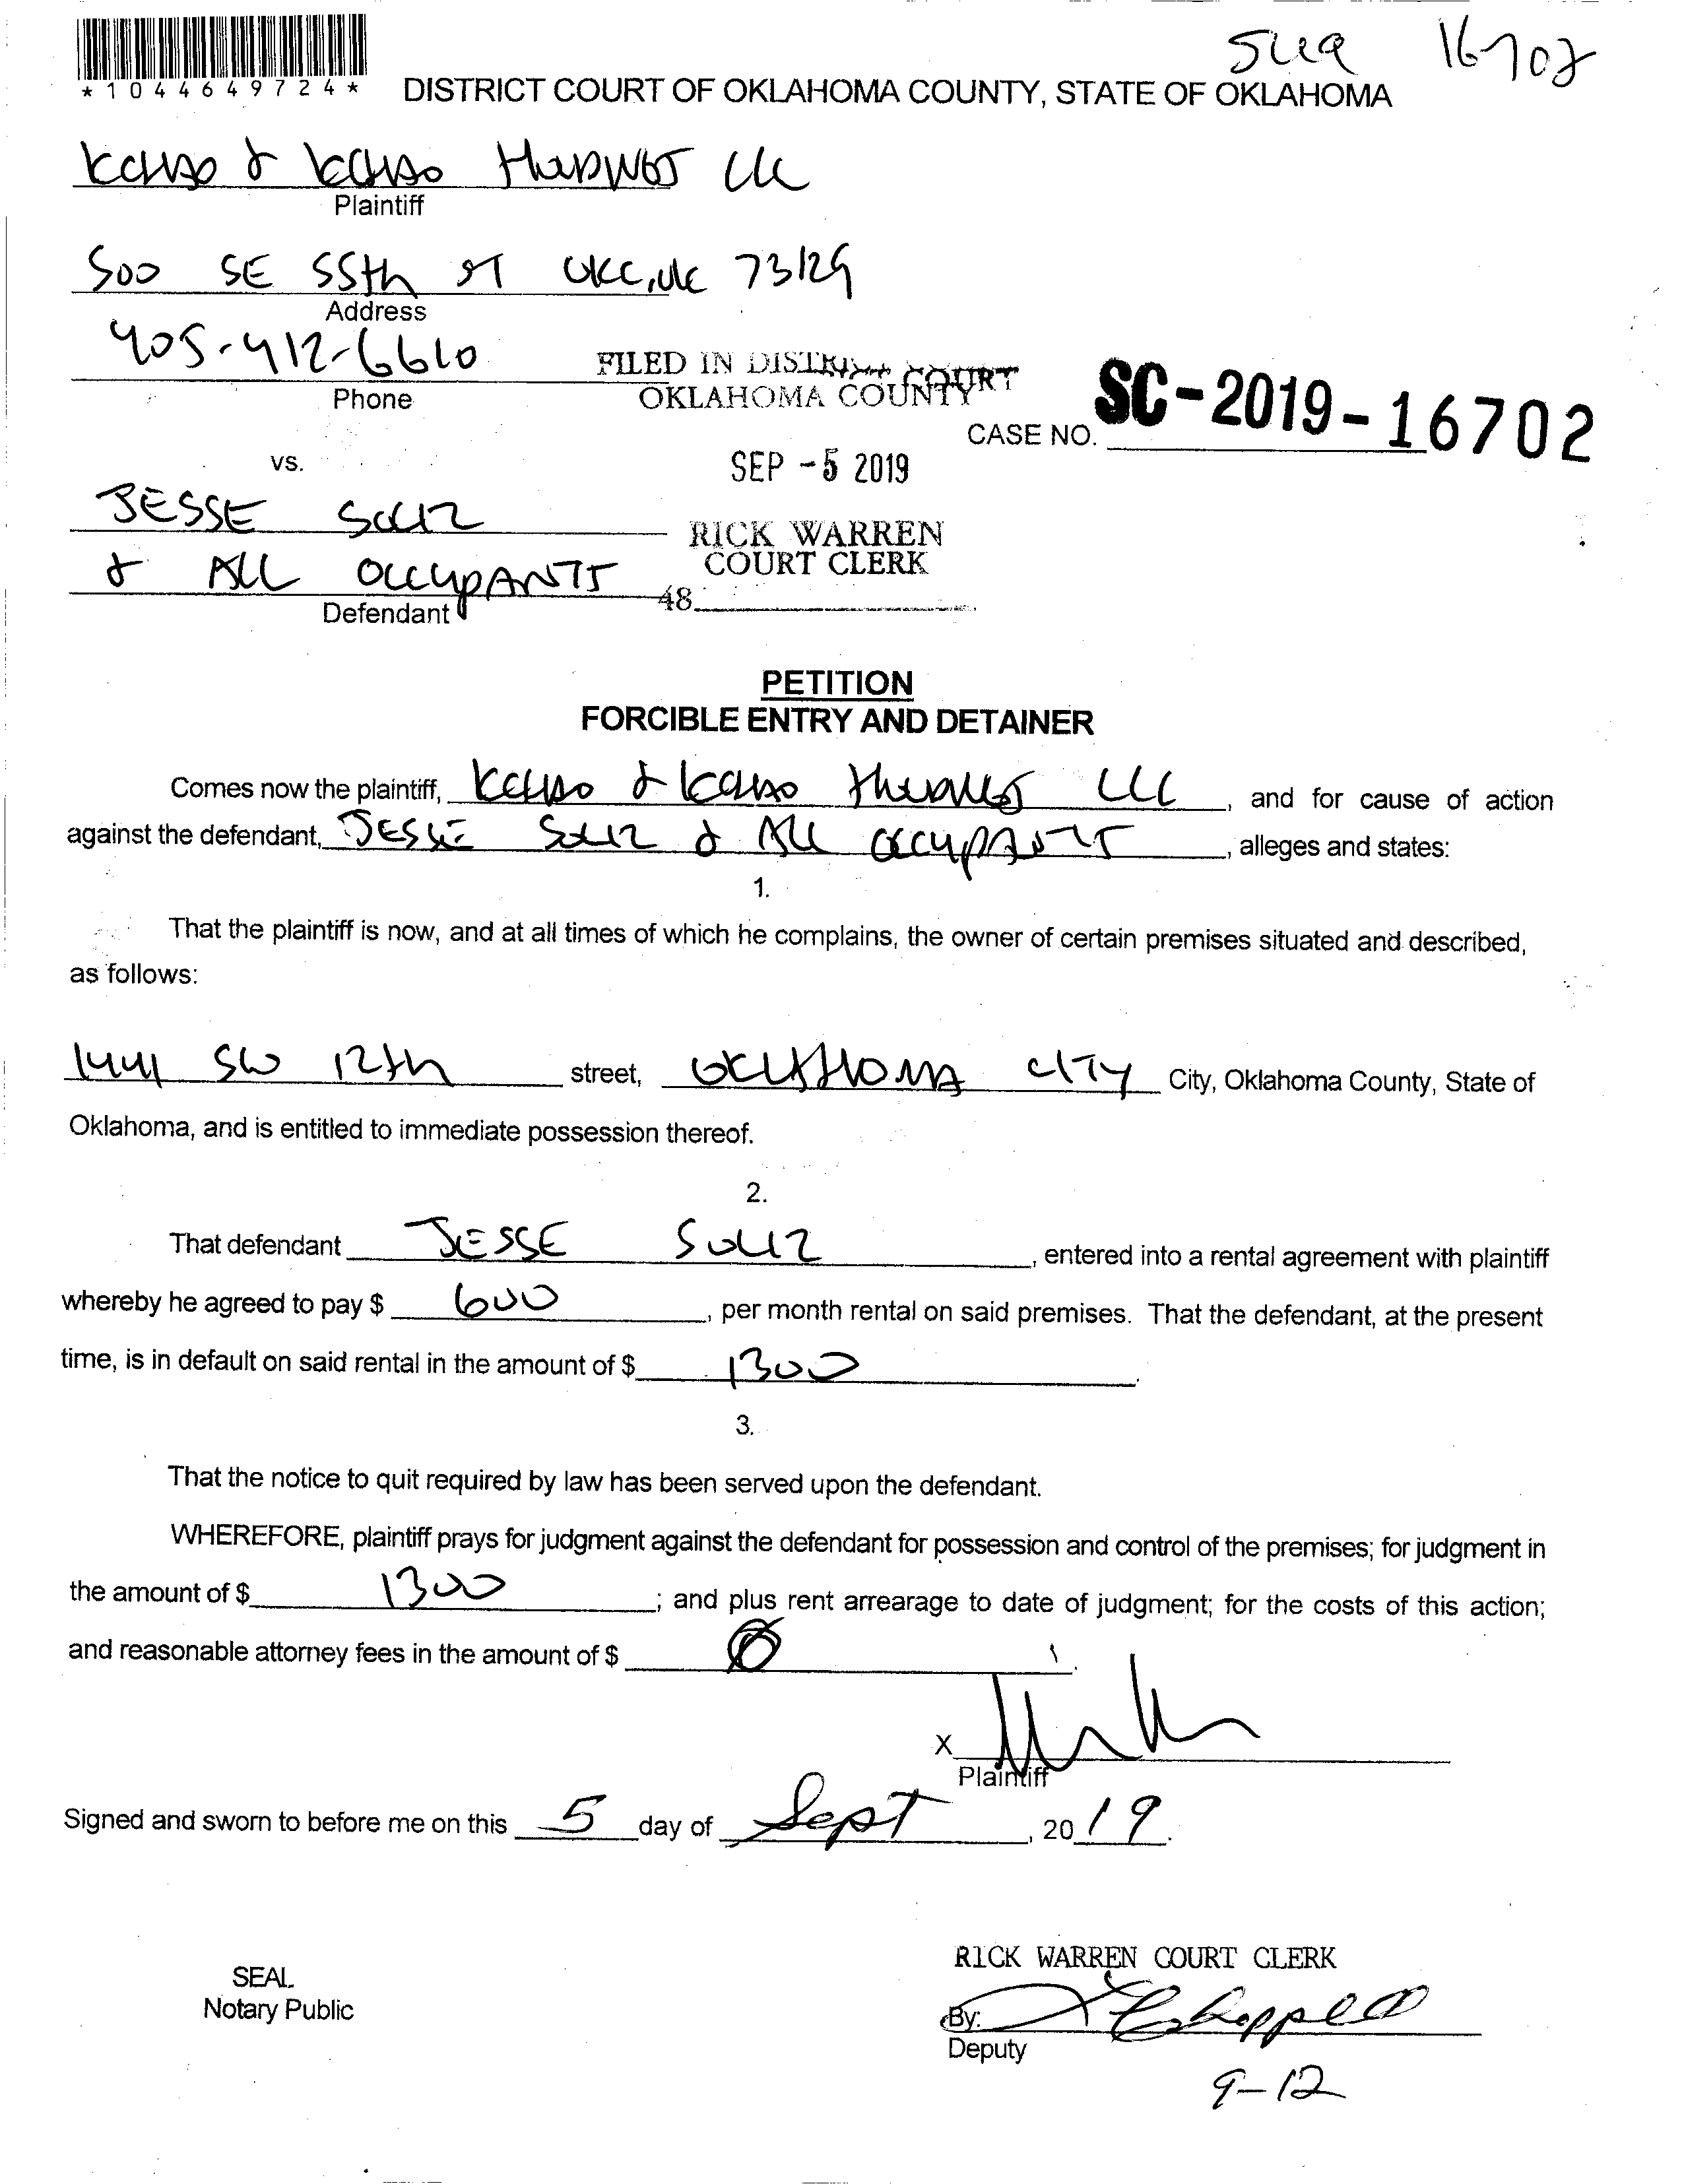 16702
*1044649724*
DISTRICT COURT OF OKLAHOMA COUNTY, STATE OF OKLAHOMA
KELSO & KELSO LLC
Plaintiff
500 SE 55th ST OKC, OK 73129
Address
405-412-6610
Phone
FILED IN DISTRICT COURT
OKLAHOMA COUNTY
CASE NO. SC-2019-16702
SEP -5 2019
vs.
JESSE SOLIZ
RICK WARREN
COURT CLERK
& ALL OCCUPANTS
48
Defendant
PETITION
FORCIBLE ENTRY AND DETAINER
Comes now the plaintiff, KELSO & KELSO LLC, and for cause of action
against the defendant, JESSE SOLIZ & ALL OCCUPANTS, alleges and states:
1.
That the plaintiff is now, and at all times of which he complains, the owner of certain premises situated and described,
as follows:
1441 SW 12th street, OKLAHOMA CITY City, Oklahoma County, State of
Oklahoma, and is entitled to immediate possession thereof.
2.
That defendant JESSE SOLIZ, entered into a rental agreement with plaintiff
whereby he agreed to pay $ 600, per month rental on said premises. That the defendant, at the present
time, is in default on said rental in the amount of $ 1300.
3.
That the notice to quit required by law has been served upon the defendant.
WHEREFORE, plaintiff prays for judgment against the defendant for possession and control of the premises; for judgment in
the amount of $ 1300; and plus rent arrearage to date of judgment; for the costs of this action;
and reasonable attorney fees in the amount of $ 0.
X
Plaintiff
Signed and sworn to before me on this 5 day of Sept, 2019.
RICK WARREN COURT CLERK
SEAL
Notary Public
By:
Deputy
9-12